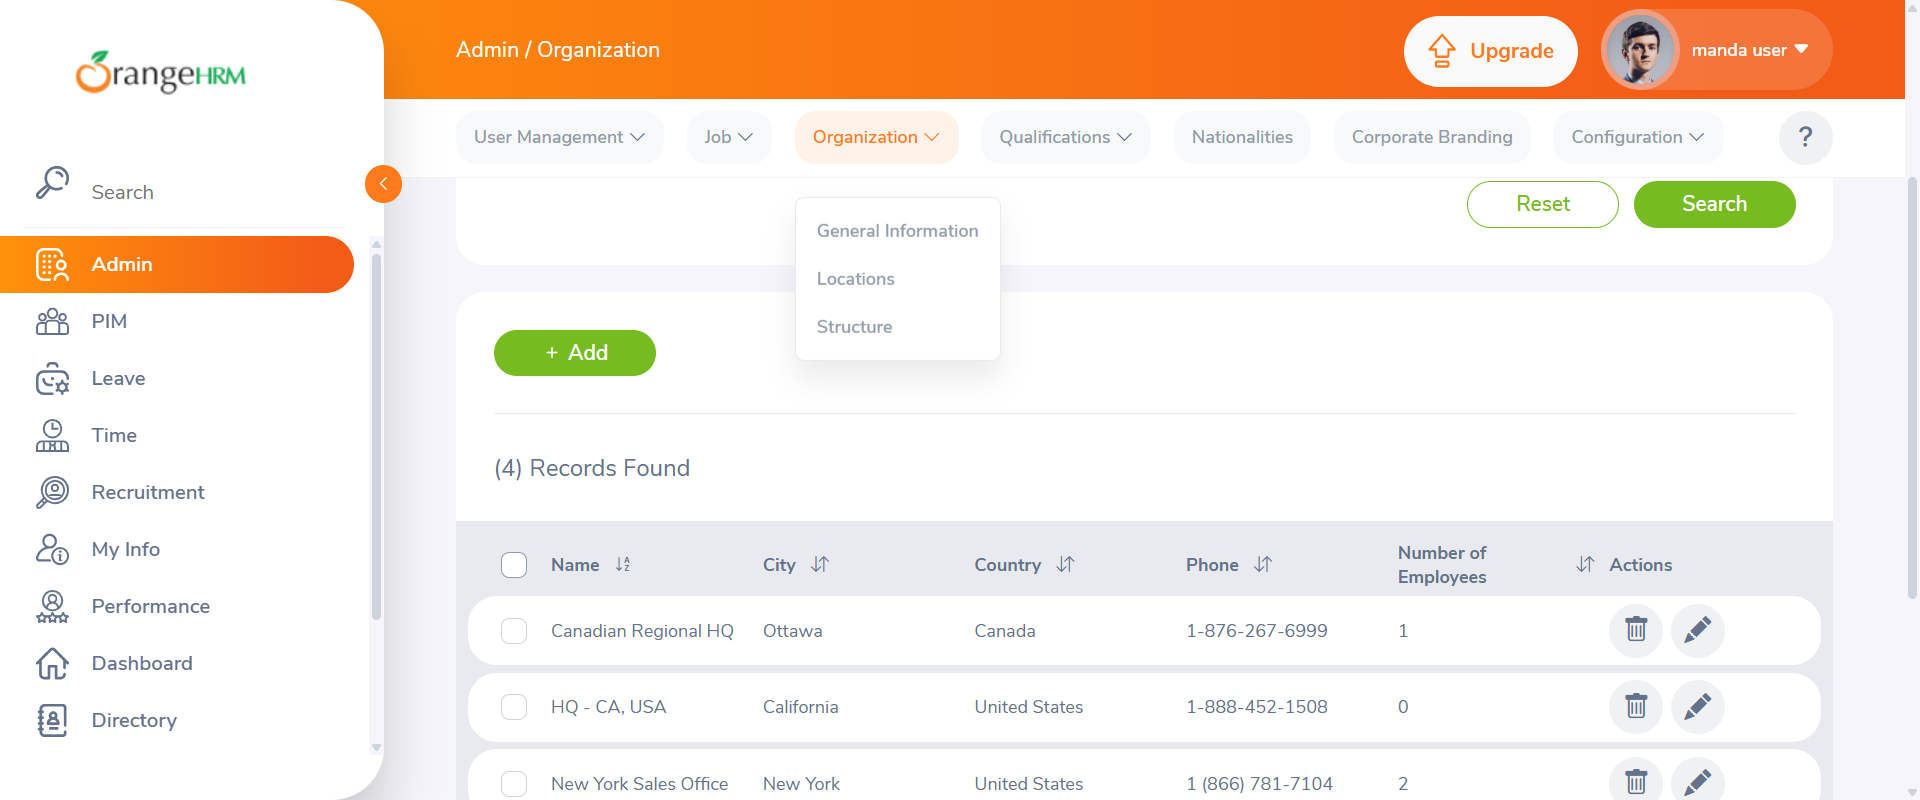 OrangeHRM
Admin / Organization
Upgrade
manda user
User Management
Job
Organization
Qualifications
Nationalities
Corporate Branding
Configuration
?
Search
Admin
PIM
Leave
Time
Recruitment
My Info
Performance
Dashboard
Directory
General Information
Locations
Structure
Reset
Search
+ Add
(4) Records Found
Name
City
Country
Phone
Number of
Employees
Actions
Canadian Regional HQ Ottawa Canada 1-876-267-6999 1
HQ - CA, USA California United States 1-888-452-1508 0
New York Sales Office New York United States 1 (866) 781-7104 2